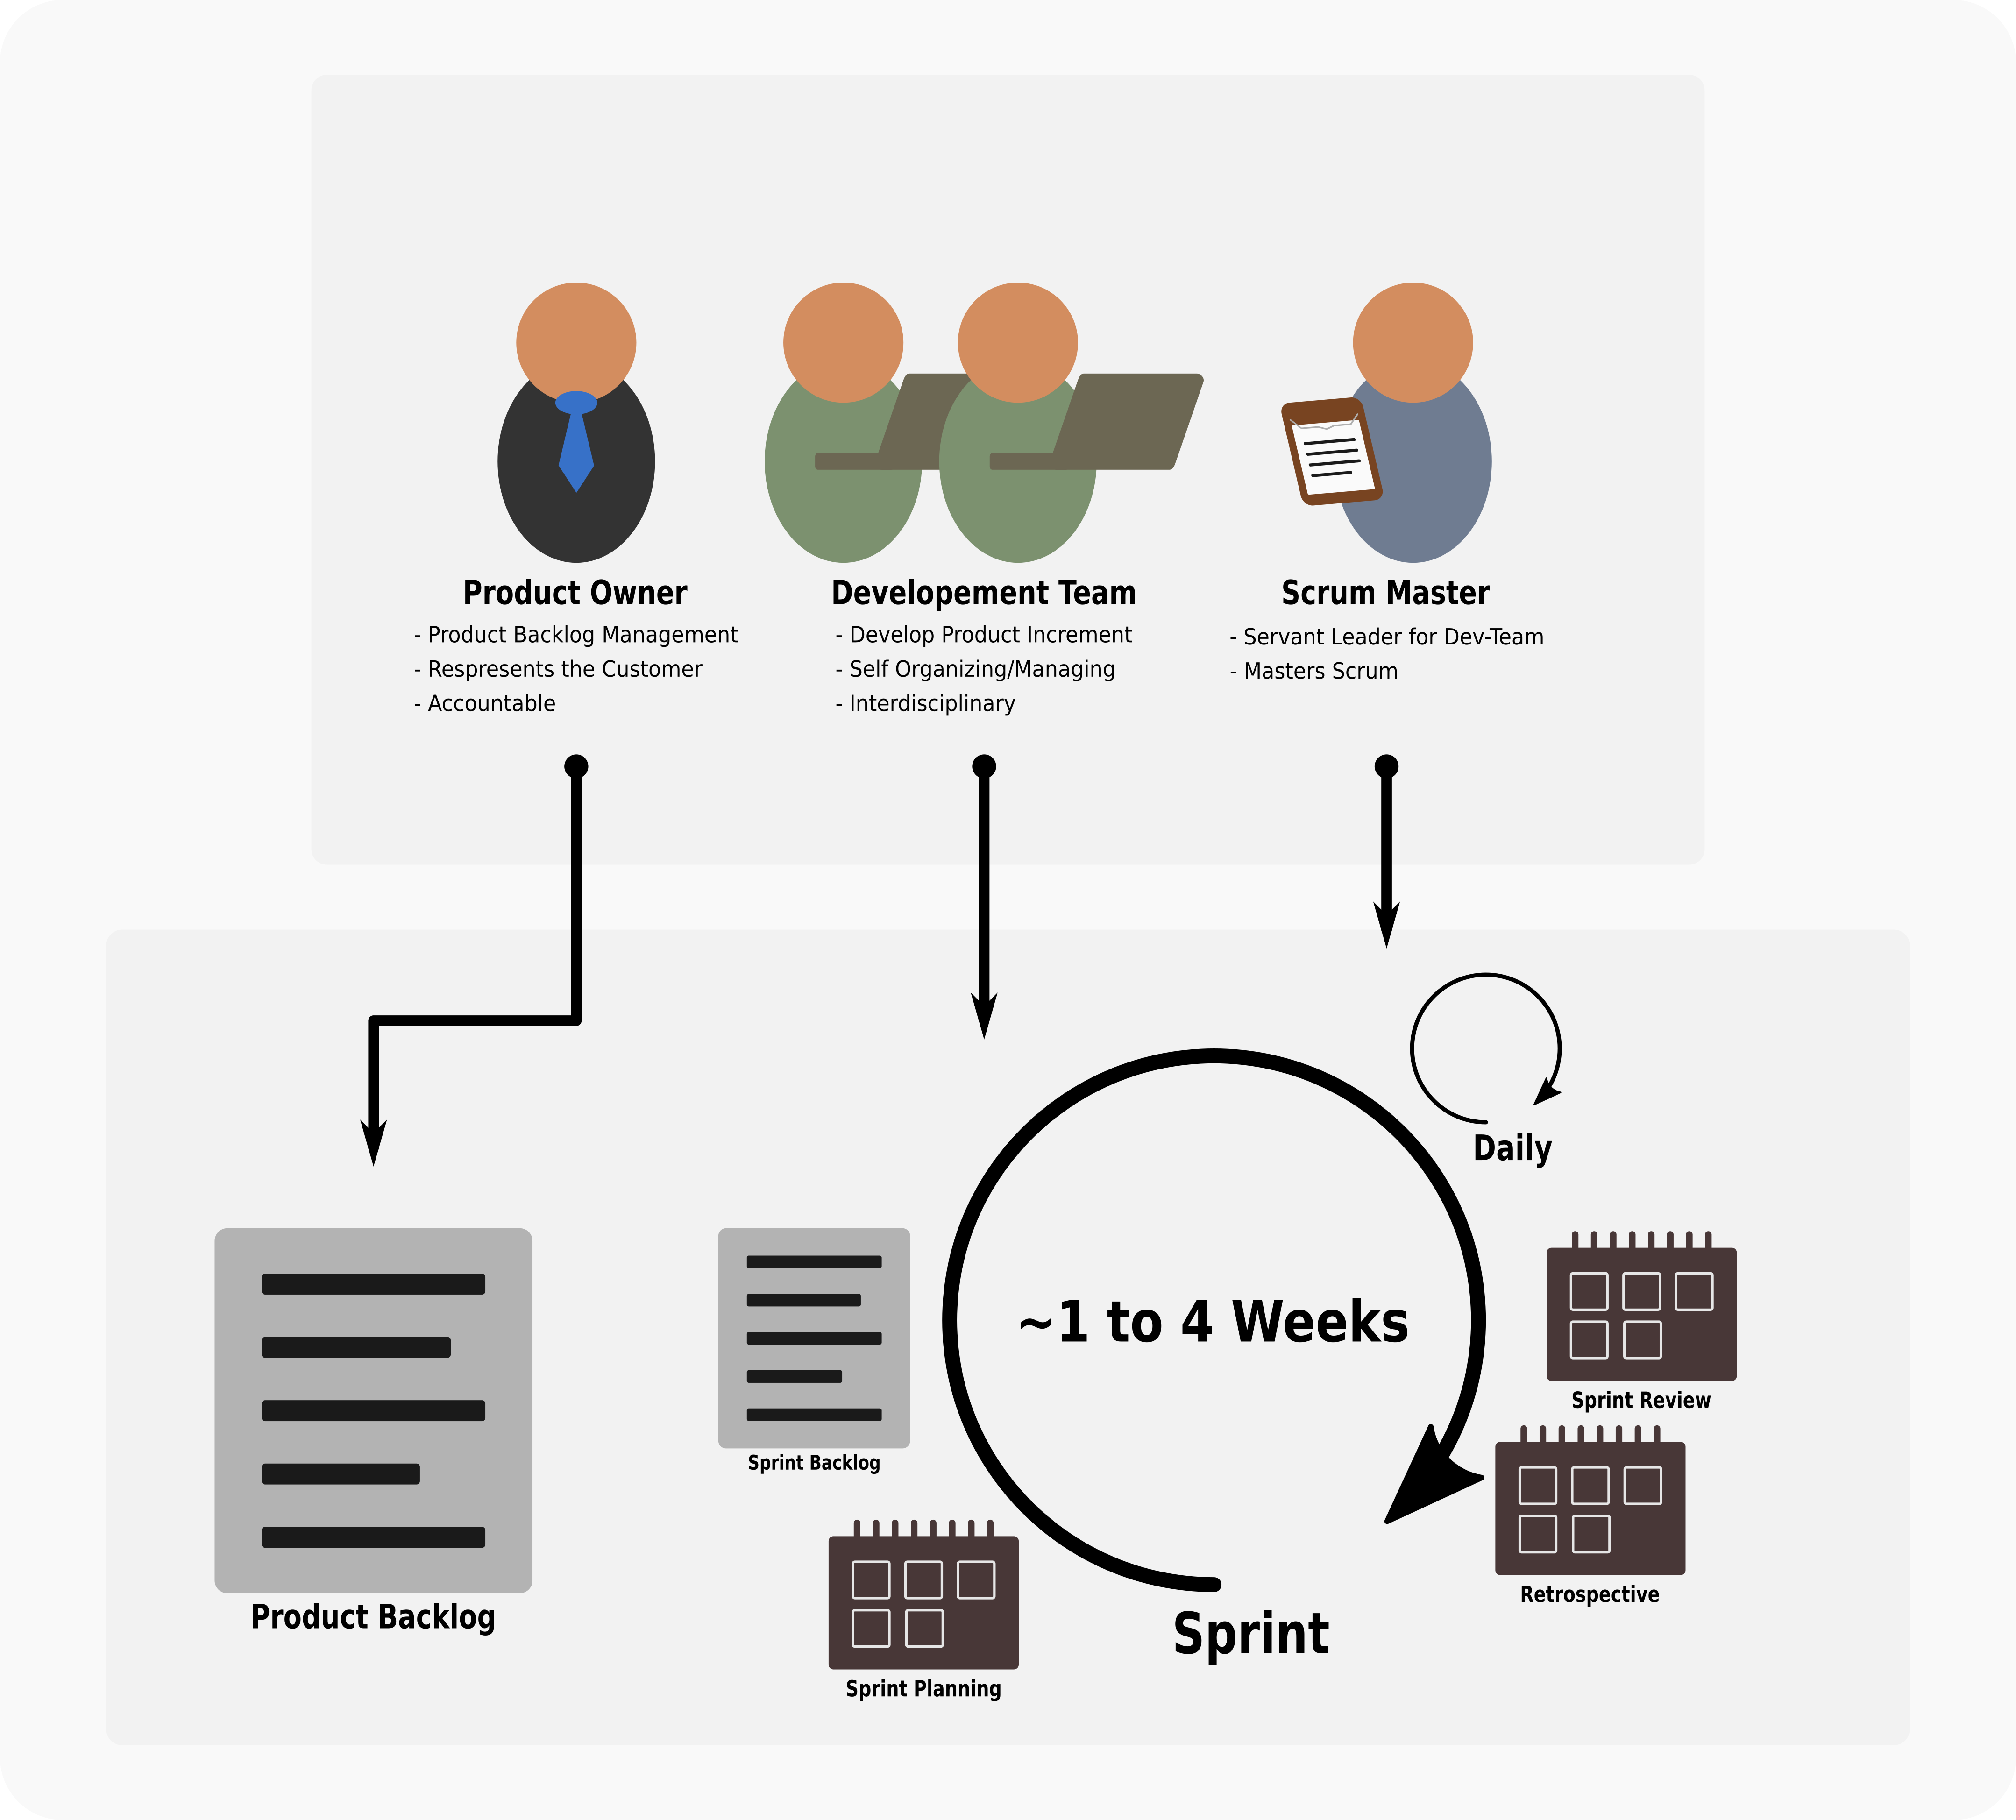 Product Owner
- Product Backlog Management
- Respresents the Customer
- Accountable
Developement Team
- Develop Product Increment
- Self Organizing/Managing
- Interdisciplinary
Scrum Master
- Servant Leader for Dev-Team
- Masters Scrum
Daily
~1 to 4 Weeks
Sprint Review
Sprint Backlog
Retrospective
Product Backlog
Sprint
Sprint Planning